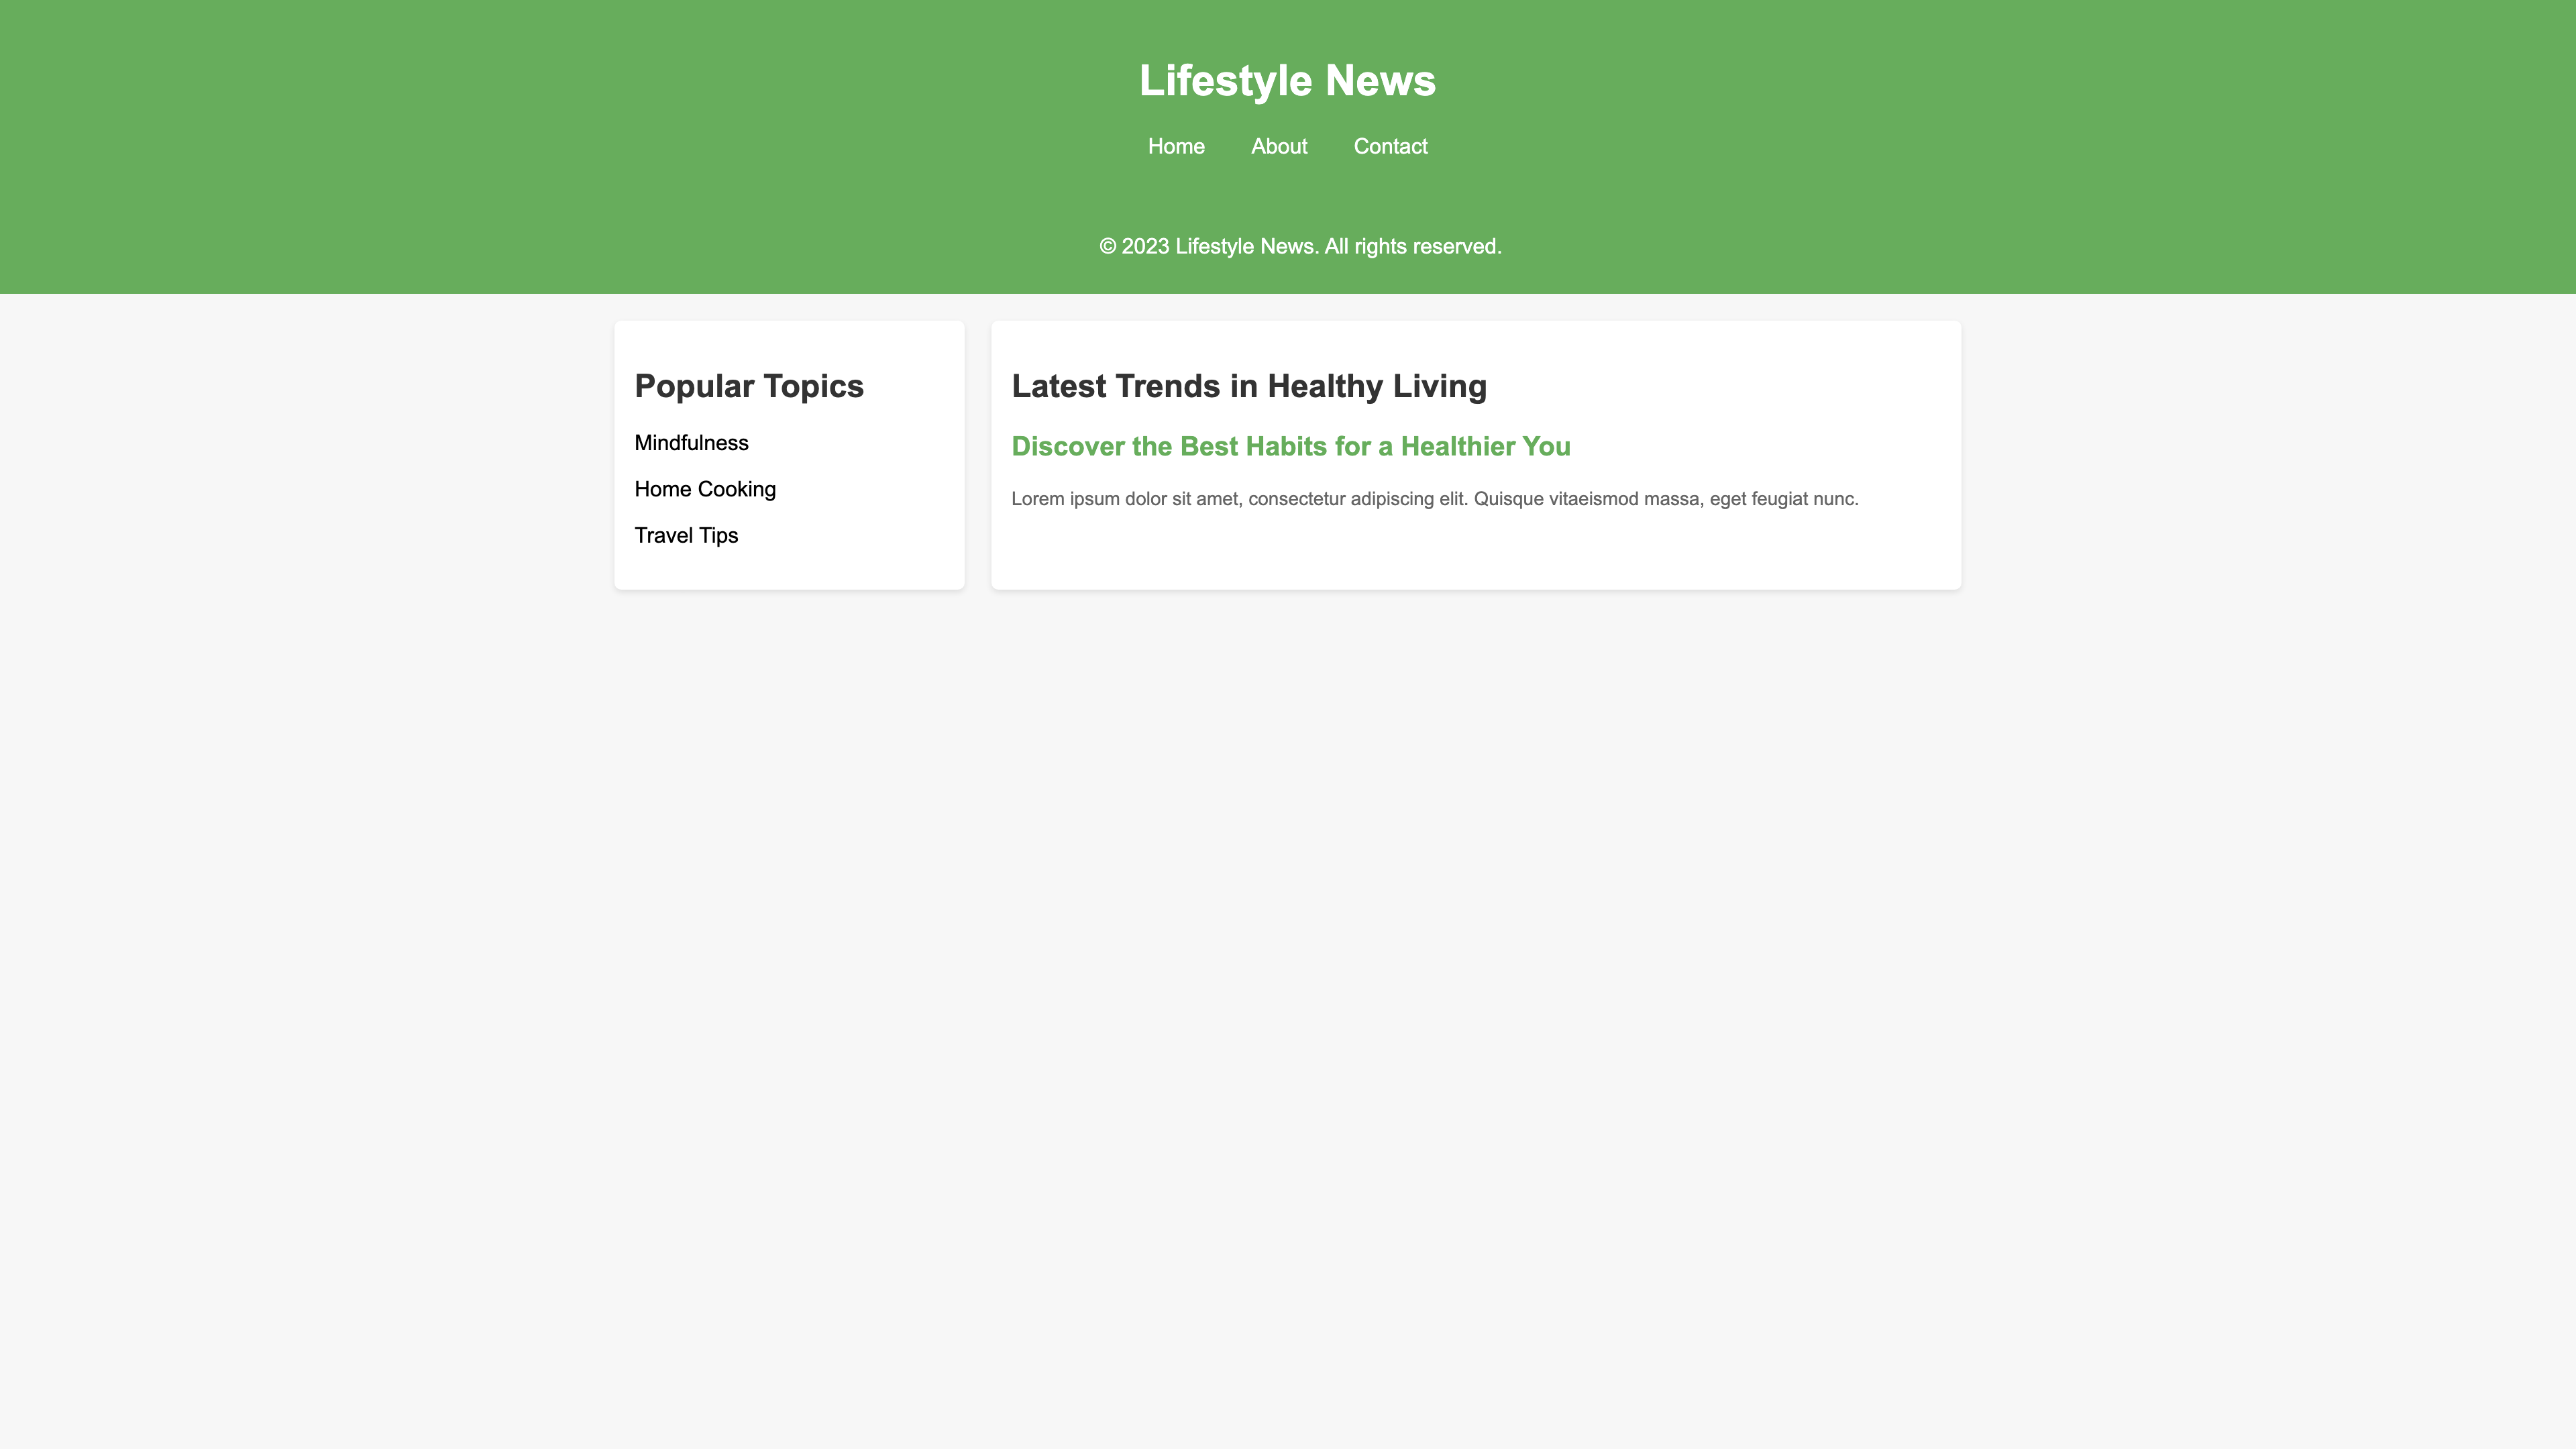 Lifestyle News
Home About Contact
© 2023 Lifestyle News. All rights reserved.
Popular Topics
Mindfulness
Home Cooking
Travel Tips
Latest Trends in Healthy Living
Discover the Best Habits for a Healthier You
Lorem ipsum dolor sit amet, consectetur adipiscing elit. Quisque vitaeismod massa, eget feugiat nunc.